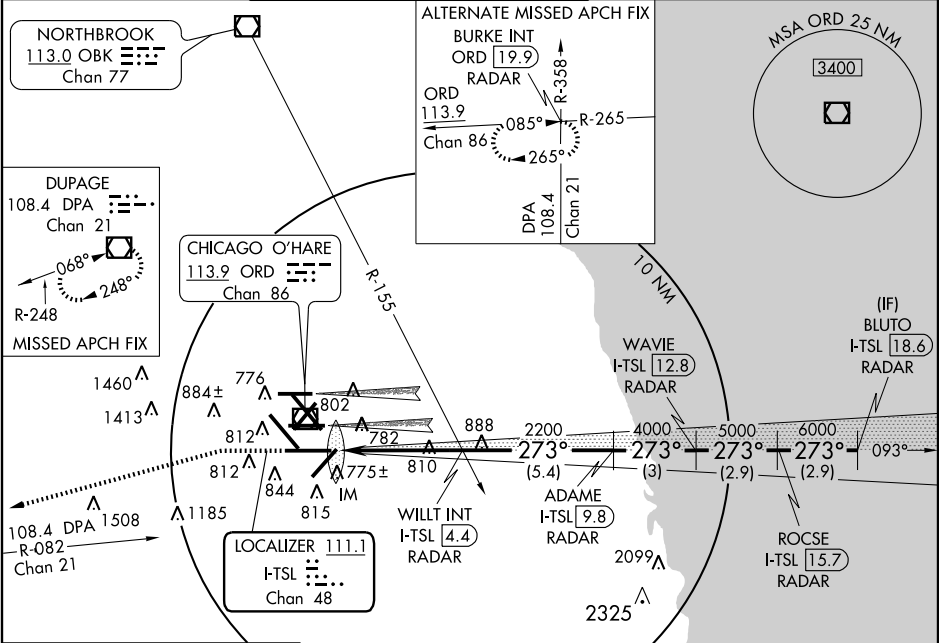 NORTHBROOK
113.0 OBK
Chan 77
ALTERNATE MISSED APCH FIX
BURKE INT
ORD 19.9
RADAR
R-358
ORD
113.9
Chan 86
085°
R-265
265°
DPA
108.4
Chan 21
MSA ORD 25 NM
3400
DUPAGE
108.4 DPA
Chan 21
068°
248°
R-248
MISSED APCH FIX
CHICAGO O'HARE
113.9 ORD
Chan 86
R-155
10 NM
(IF)
BLUTO
I-TSL 18.6
RADAR
WAVIE
I-TSL 12.8
RADAR
1460
1413
884±
776
802
812
782
888
810
812
844
775±
IM
815
2200
273°
(5.4)
4000
273°
(3)
5000
273°
(2.9)
6000
273°
(2.9)
093°
WILLT INT
I-TSL 4.4
RADAR
ADAME
I-TSL 9.8
RADAR
ROCSE
I-TSL 15.7
RADAR
1508
1185
108.4 DPA
R-082
Chan 21
LOCALIZER 111.1
I-TSL
Chan 48
2099
2325